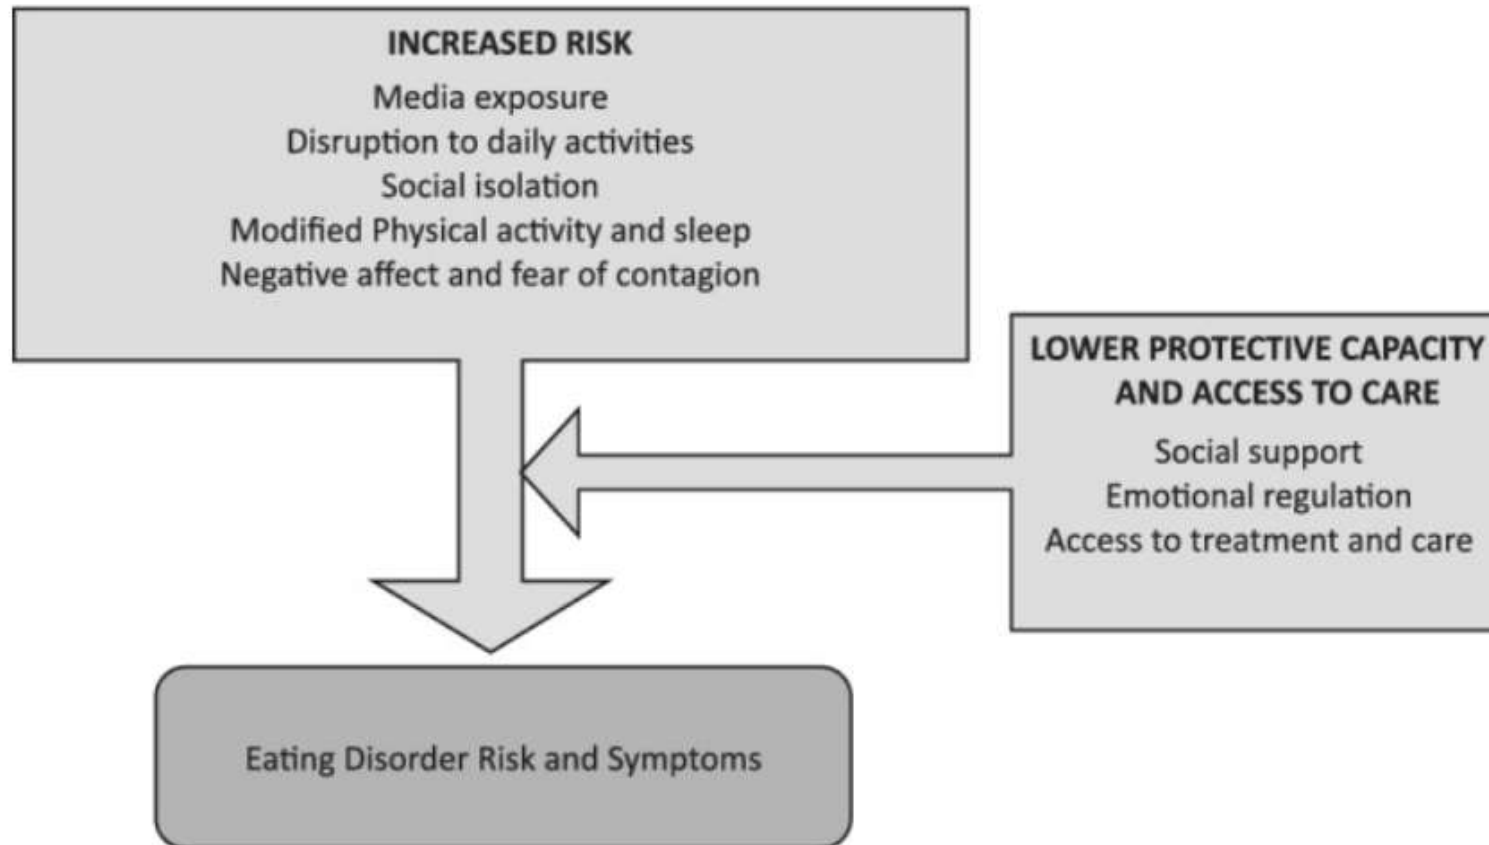 INCREASED RISK
Media exposure
Disruption to daily activities
Social isolation
Modified Physical activity and sleep
Negative affect and fear of contagion
LOWER PROTECTIVE CAPACITY
AND ACCESS TO CARE
Social support
Emotional regulation
Access to treatment and care
Eating Disorder Risk and Symptoms